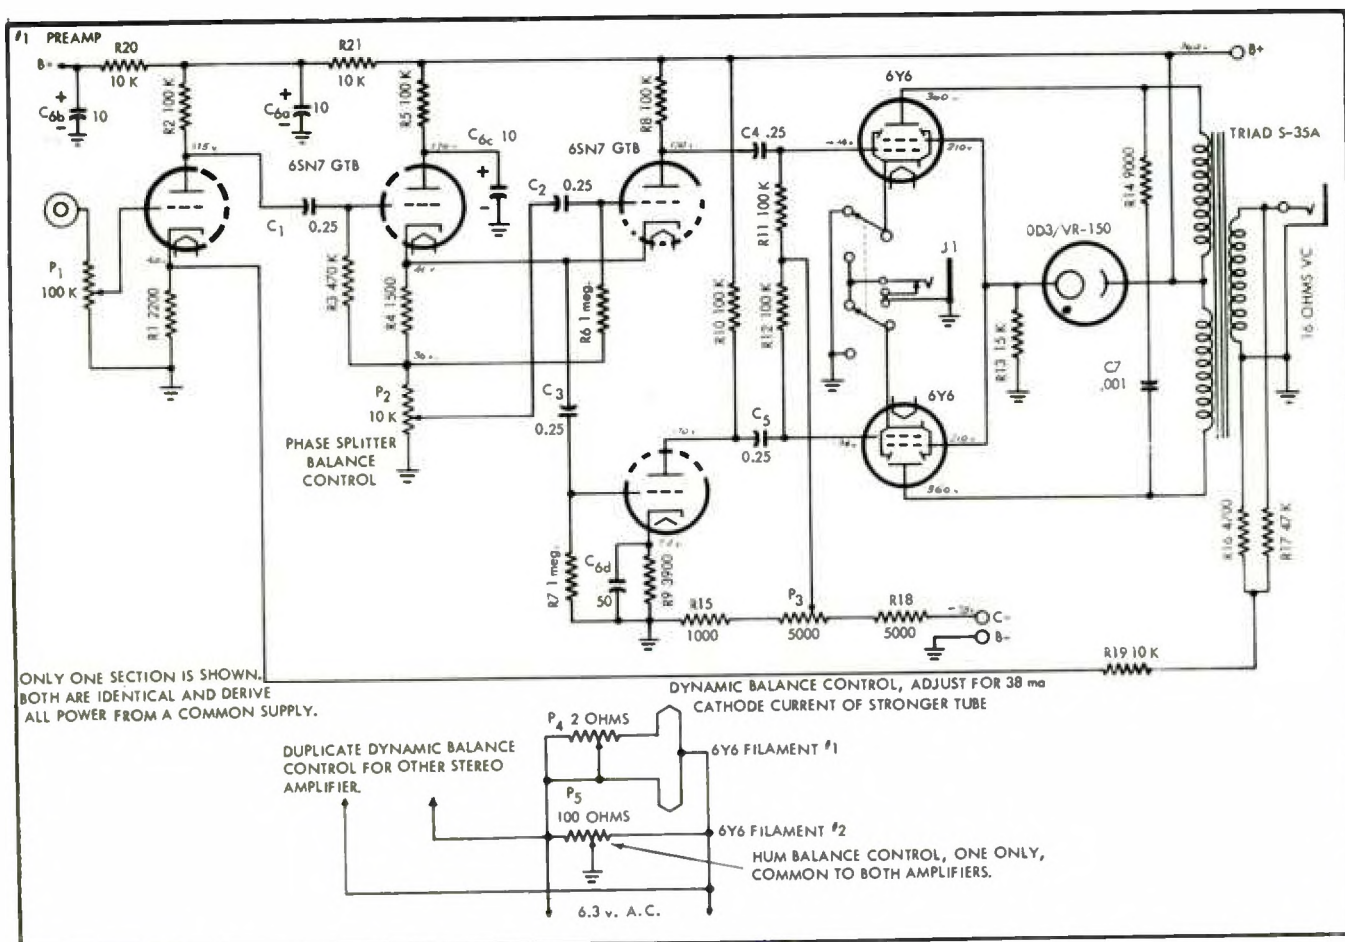 #1 PREAMP
B-
R20
10 K
R21
10 K
C6b
+
-
10
R2 100 K
C6a
+
-
10
R5 100 K
C6c 10
+
-
R8 100 K
B+
6Y6
360v
TRIAD S-35A
115v
6SN7 GTB
6SN7 GTB
C4 .25
210v
C1
0.25
C2
0.25
P1
100 K
R1 2200
R3 470 K
R4 1500
R6 1 meg.
R10 100 K
R11 100 K
R12 100 K
J1
OD3/VR-150
R14 9000
R13 15 K
C7
.001
16 OHMS VC
P2
10 K
PHASE SPLITTER
BALANCE
CONTROL
C3
0.25
C5
0.25
6Y6
210v
360v
R16 4700
R17 47 K
R7 1 meg.
C6d
50
R9 3900
R15
1000
P3
5000
R18
5000
C-
B-
R19 10 K
ONLY ONE SECTION IS SHOWN.
BOTH ARE IDENTICAL AND DERIVE
ALL POWER FROM A COMMON SUPPLY.
DYNAMIC BALANCE CONTROL, ADJUST FOR 38 ma
CATHODE CURRENT OF STRONGER TUBE
P4 2 OHMS
6Y6 FILAMENT #1
DUPLICATE DYNAMIC BALANCE
CONTROL FOR OTHER STEREO
AMPLIFIER.
P5
100 OHMS
6Y6 FILAMENT #2
HUM BALANCE CONTROL, ONE ONLY,
COMMON TO BOTH AMPLIFIERS.
6.3 v. A.C.